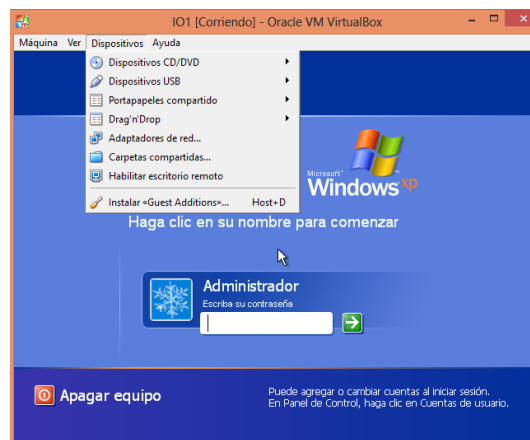 IO1 [Corriendo] - Oracle VM VirtualBox
Máquina Ver Dispositivos Ayuda
Dispositivos CD/DVD
Dispositivos USB
Portapapeles compartido
Drag'n'Drop
Adaptadores de red...
Carpetas compartidas...
Habilitar escritorio remoto
Instalar «Guest Additions»... Host+D
Microsoft®
Windows xp
Haga clic en su nombre para comenzar
Administrador
Escriba su contraseña
Apagar equipo
Puede agregar o cambiar cuentas al iniciar sesión.
En Panel de Control, haga clic en Cuentas de usuario.